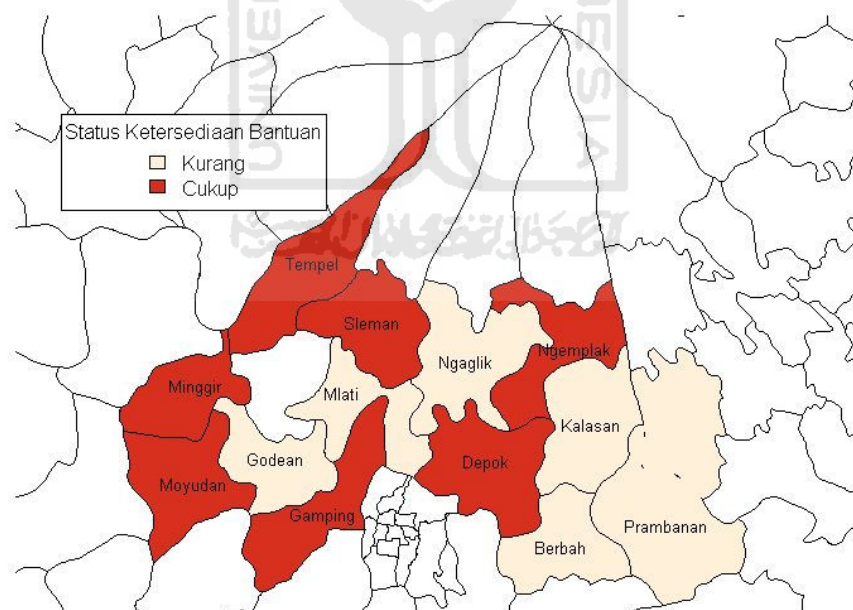 Status Ketersediaan Bantuan
Kurang
Cukup
Tempel
Sleman
Ngaglik
Ngemplak
Minggir
Mlati
Kalasan
Godean
Depok
Moyudan
Gamping
Prambanan
Berbah